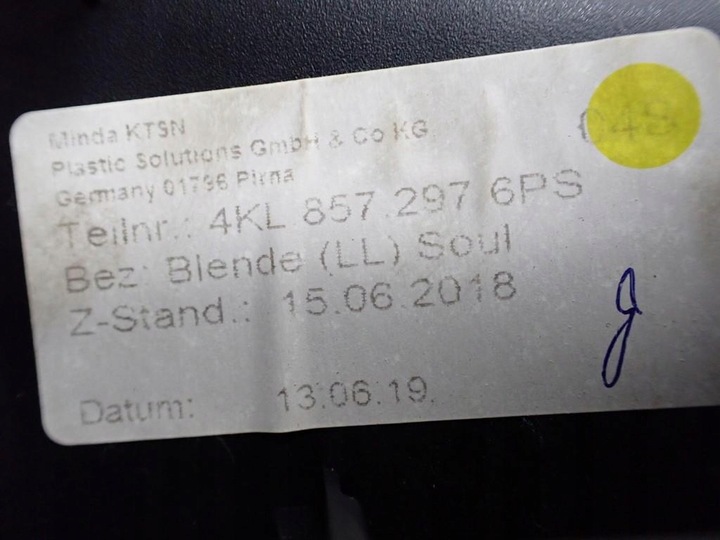 Minda KTSN
Plastic Solutions GmbH & Co KG
Germany 01796 Pirna
048
Teilnr.: 4KL 857 297 6PS
Bez: Blende (LL) Soul
Z-Stand.: 15.06.2018
Datum: 13.06.19.